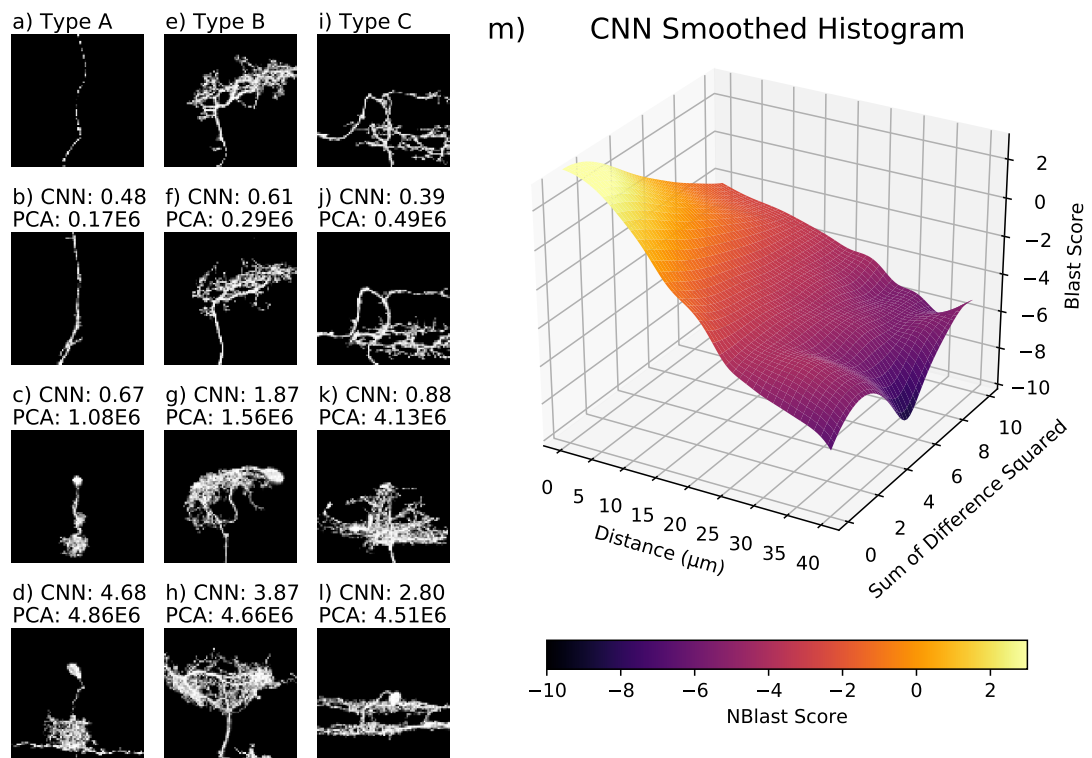 a) Type A
e) Type B
i) Type C
b) CNN: 0.48
PCA: 0.17E6
f) CNN: 0.61
PCA: 0.29E6
j) CNN: 0.39
PCA: 0.49E6
c) CNN: 0.67
PCA: 1.08E6
g) CNN: 1.87
PCA: 1.56E6
k) CNN: 0.88
PCA: 4.13E6
d) CNN: 4.68
PCA: 4.86E6
h) CNN: 3.87
PCA: 4.66E6
l) CNN: 2.80
PCA: 4.51E6
m) CNN Smoothed Histogram
2
0
−2
−4
−6
−8
−10
Blast Score
0 5 10 15 20 25 30 35 40
Distance (μm)
0 2 4 6 8 10
Sum of Difference Squared
−10 −8 −6 −4 −2 0 2
NBlast Score